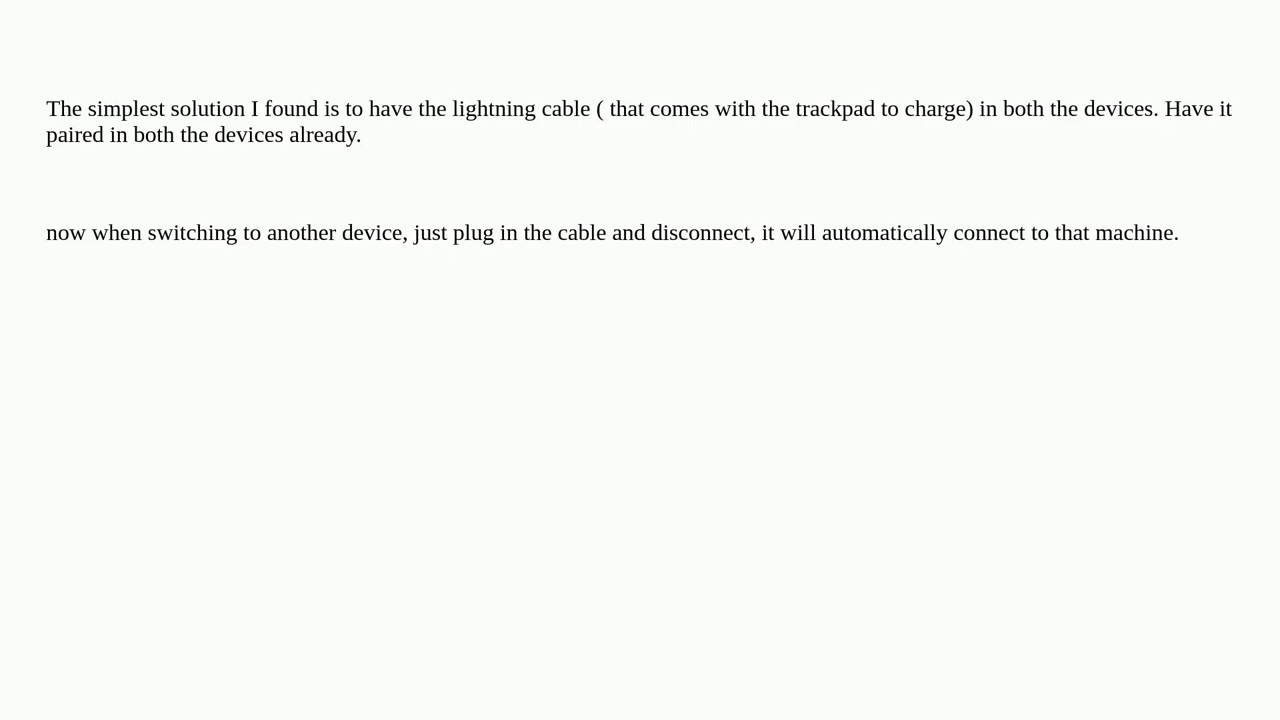 The simplest solution I found is to have the lightning cable ( that comes with the trackpad to charge) in both the devices. Have it
paired in both the devices already.
now when switching to another device, just plug in the cable and disconnect, it will automatically connect to that machine.